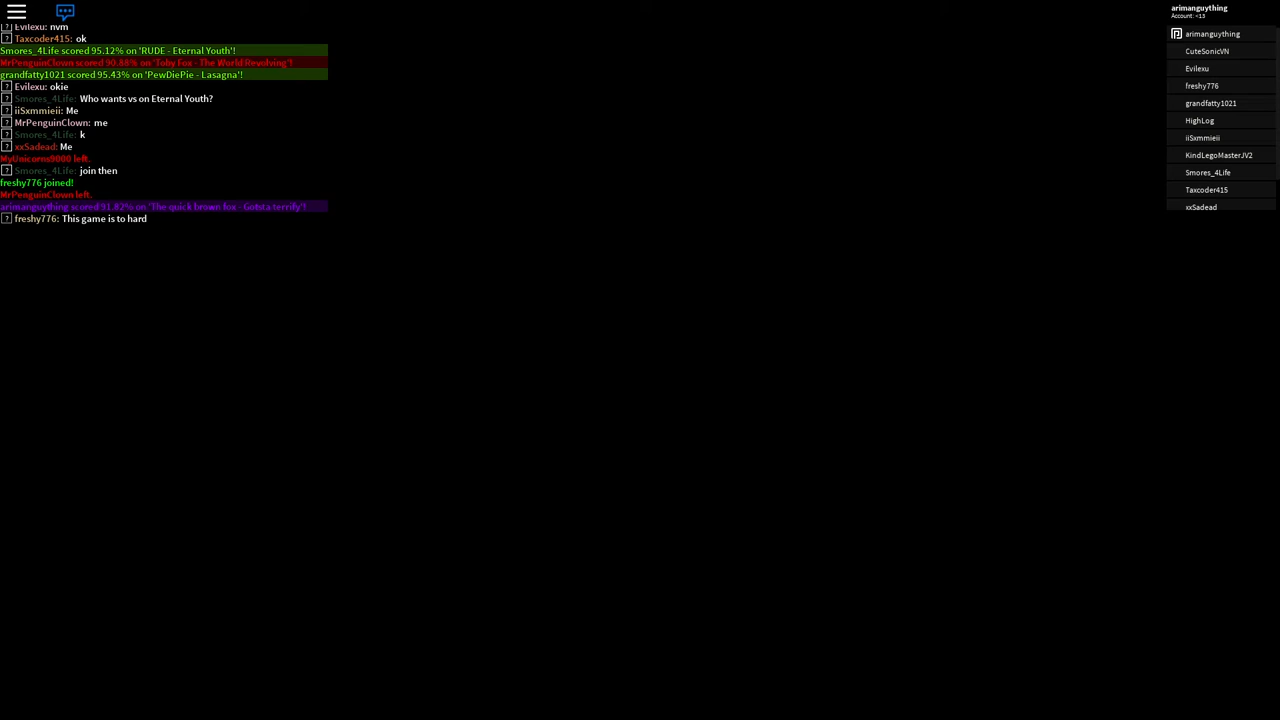 Evilexu: nvm
Taxcoder415: ok
Smores_4Life scored 95.12% on 'RUDE - Eternal Youth'!
MrPenguinClown scored 90.88% on 'Toby Fox - The World Revolving'!
grandfatty1021 scored 95.43% on 'PewDiePie - Lasagna'!
Evilexu: okie
Smores_4Life: Who wants vs on Eternal Youth?
iiSxmmieii: Me
MrPenguinClown: me
Smores_4Life: k
xxSadead: Me
MyUnicorns9000 left.
Smores_4Life: join then
freshy776 joined!
MrPenguinClown left.
arimanguything scored 91.82% on 'The quick brown fox - Gotsta terrify'!
freshy776: This game is to hard
arimanguything
Account: <13
arimanguything
CuteSonicVN
Evilexu
freshy776
grandfatty1021
HighLog
iiSxmmieii
KindLegoMasterJV2
Smores_4Life
Taxcoder415
xxSadead